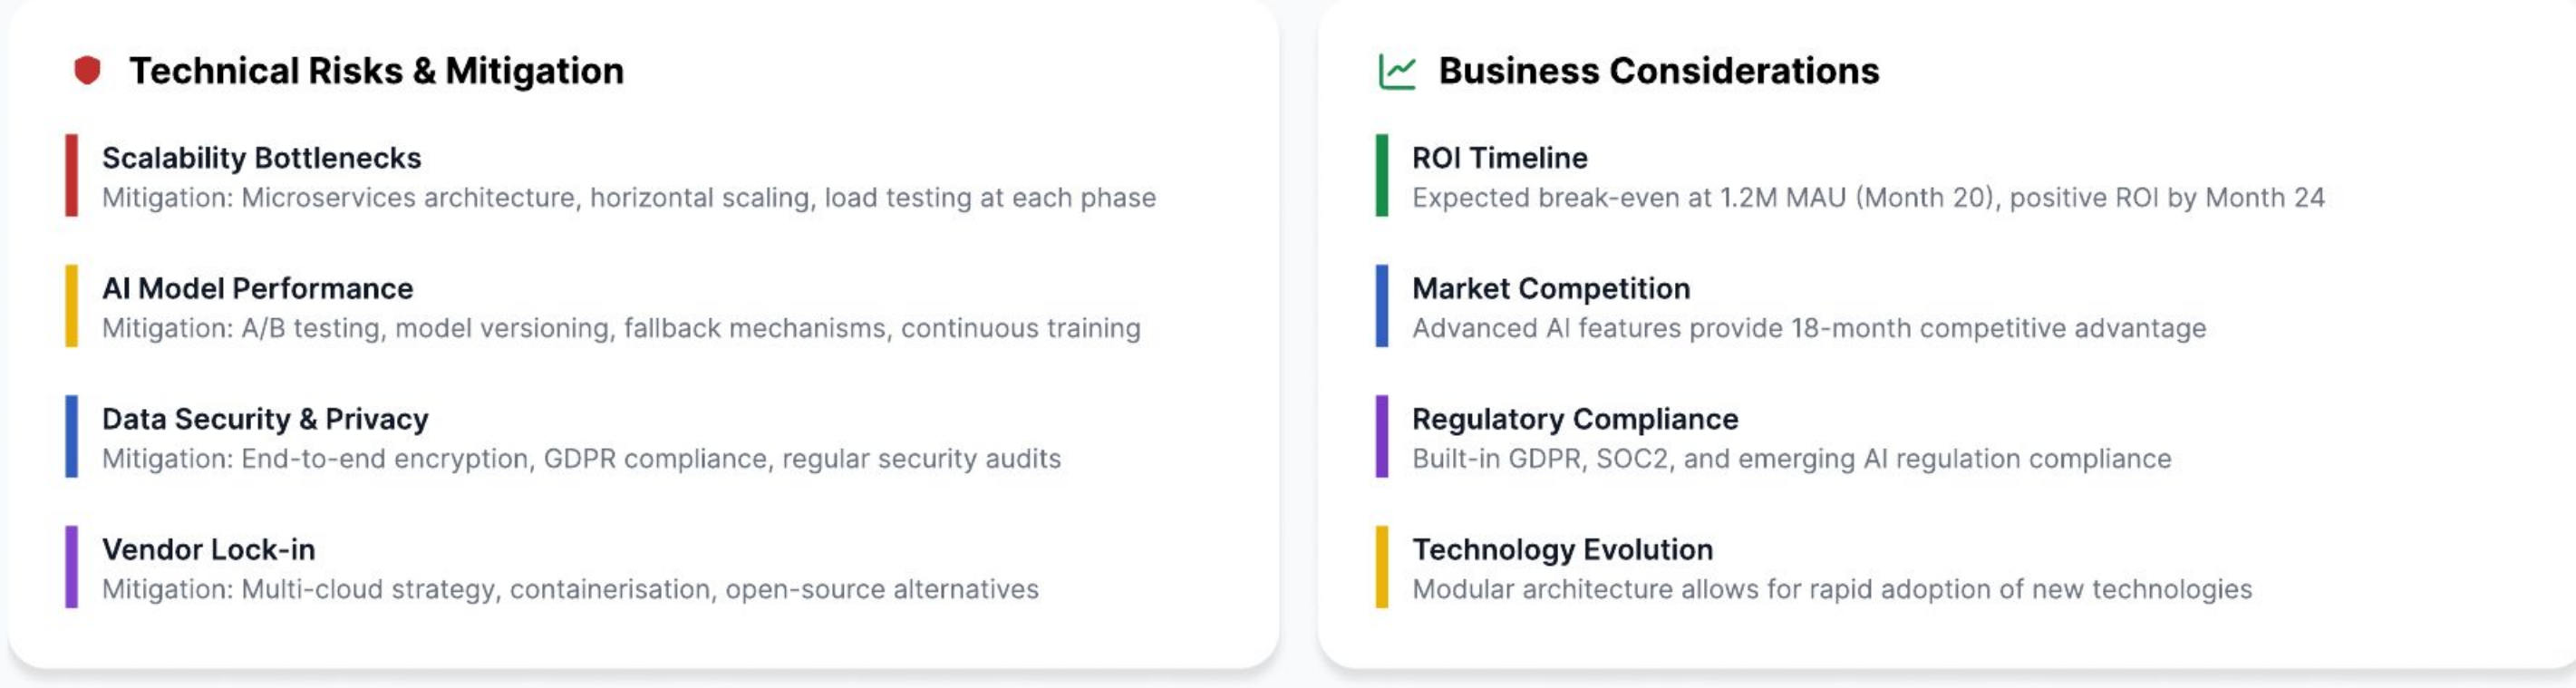 Technical Risks & Mitigation
Scalability Bottlenecks
Mitigation: Microservices architecture, horizontal scaling, load testing at each phase
AI Model Performance
Mitigation: A/B testing, model versioning, fallback mechanisms, continuous training
Data Security & Privacy
Mitigation: End-to-end encryption, GDPR compliance, regular security audits
Vendor Lock-in
Mitigation: Multi-cloud strategy, containerisation, open-source alternatives
Business Considerations
ROI Timeline
Expected break-even at 1.2M MAU (Month 20), positive ROI by Month 24
Market Competition
Advanced AI features provide 18-month competitive advantage
Regulatory Compliance
Built-in GDPR, SOC2, and emerging AI regulation compliance
Technology Evolution
Modular architecture allows for rapid adoption of new technologies